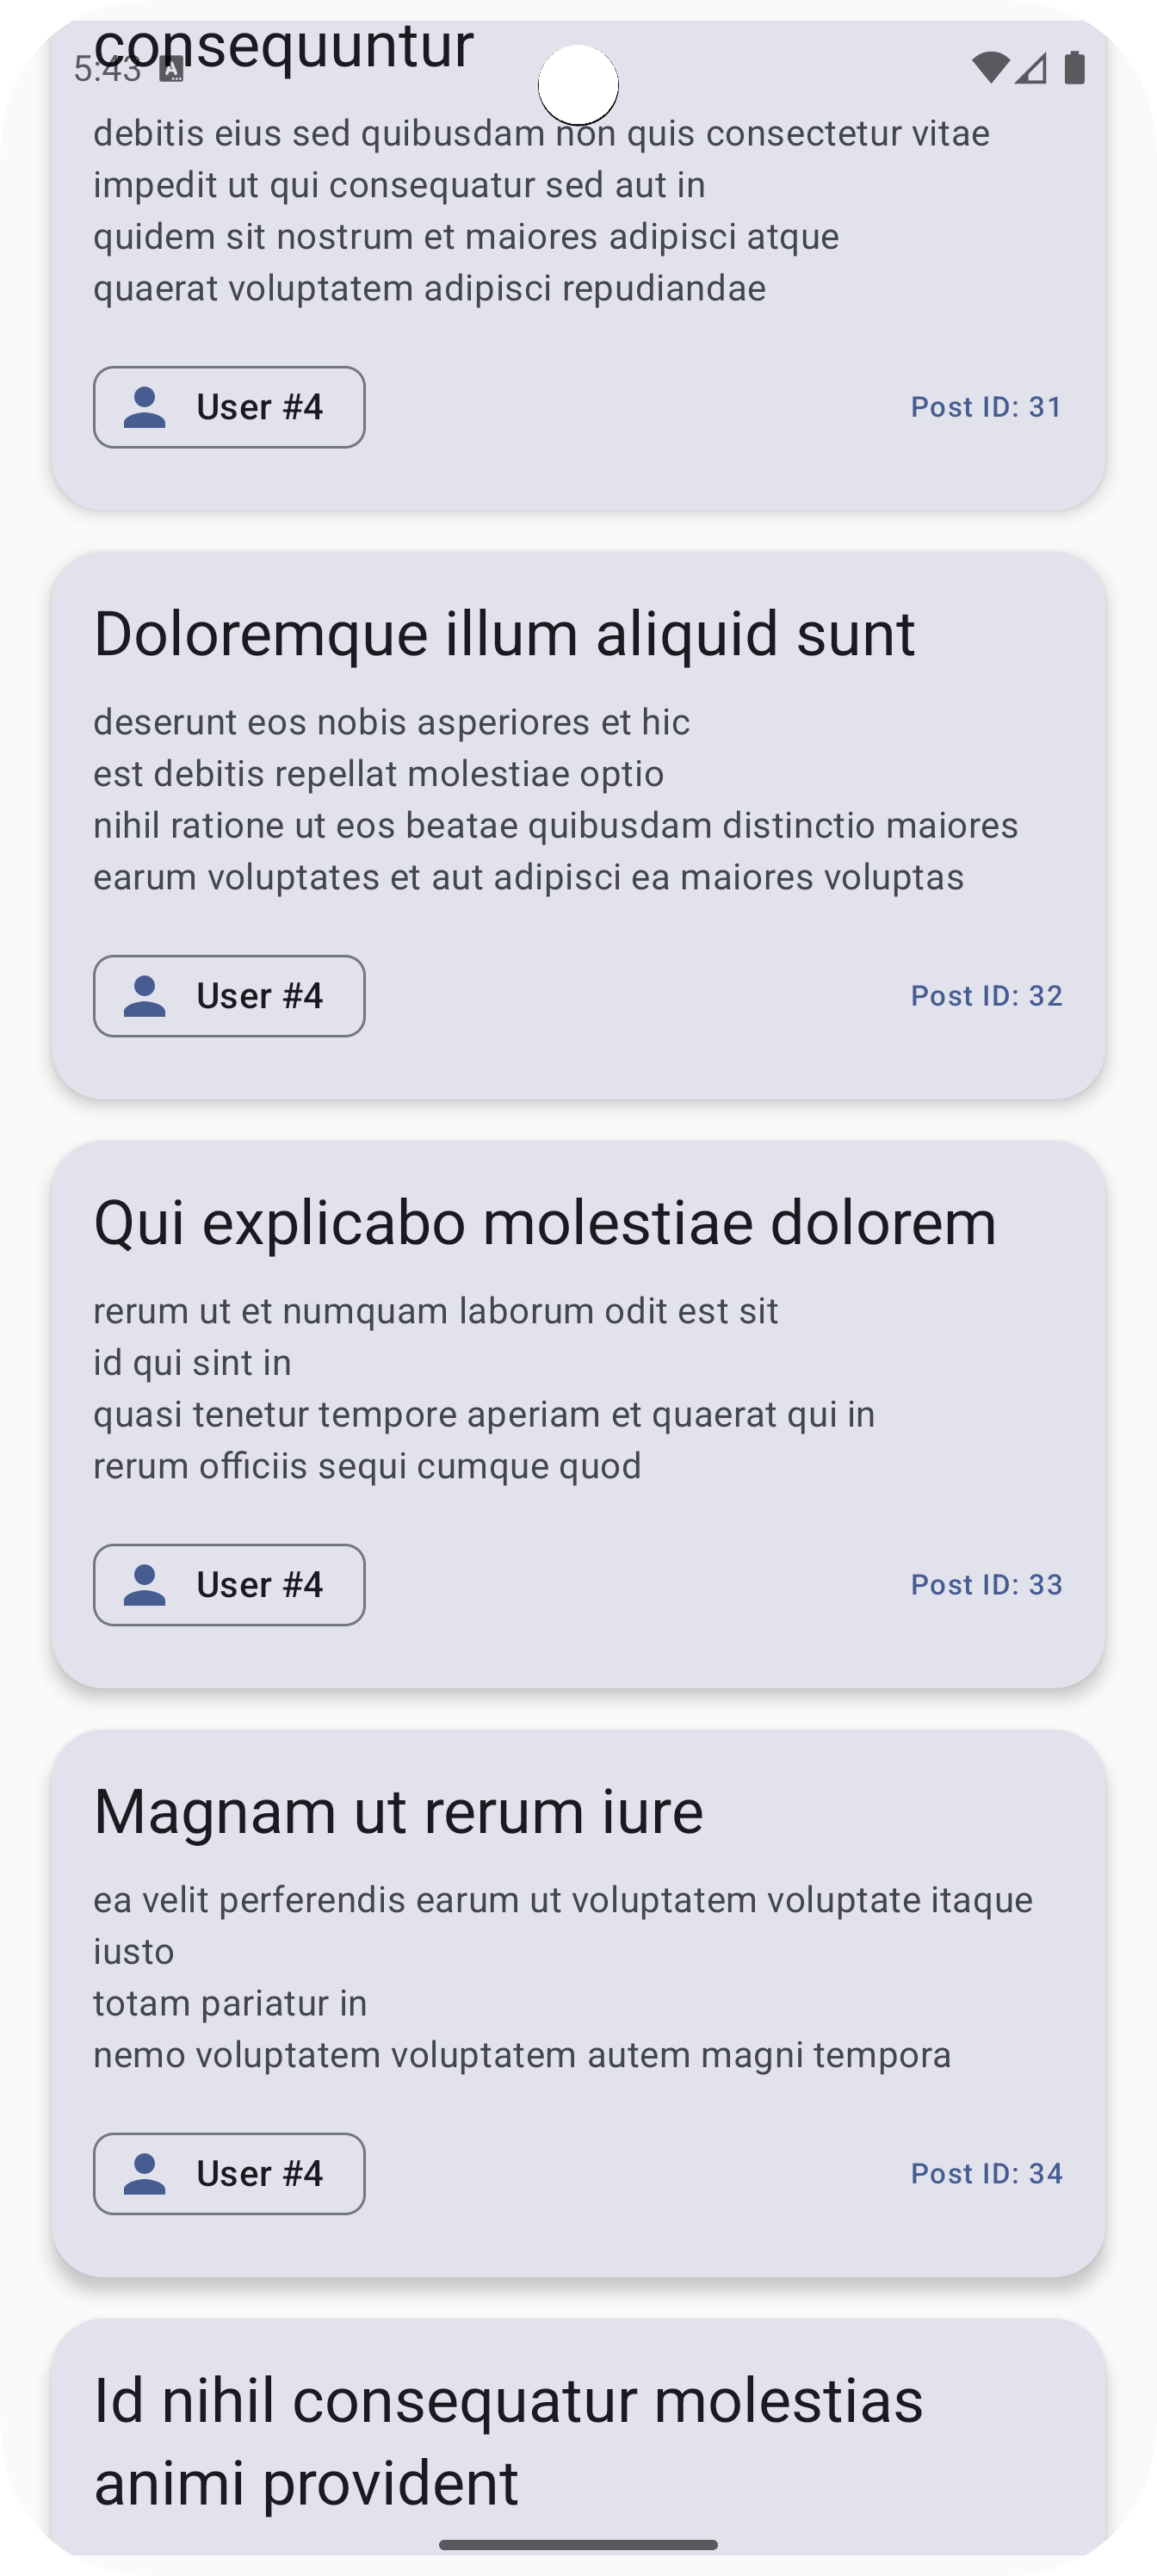 consequuntur
5:43
debitis eius sed quibusdam non quis consectetur vitae
impedit ut qui consequatur sed aut in
quidem sit nostrum et maiores adipisci atque
quaerat voluptatem adipisci repudiandae
User #4
Post ID: 31
Doloremque illum aliquid sunt
deserunt eos nobis asperiores et hic
est debitis repellat molestiae optio
nihil ratione ut eos beatae quibusdam distinctio maiores
earum voluptates et aut adipisci ea maiores voluptas
User #4
Post ID: 32
Qui explicabo molestiae dolorem
rerum ut et numquam laborum odit est sit
id qui sint in
quasi tenetur tempore aperiam et quaerat qui in
rerum officiis sequi cumque quod
User #4
Post ID: 33
Magnam ut rerum iure
ea velit perferendis earum ut voluptatem voluptate itaque
iusto
totam pariatur in
nemo voluptatem voluptatem autem magni tempora
User #4
Post ID: 34
Id nihil consequatur molestias
animi provident